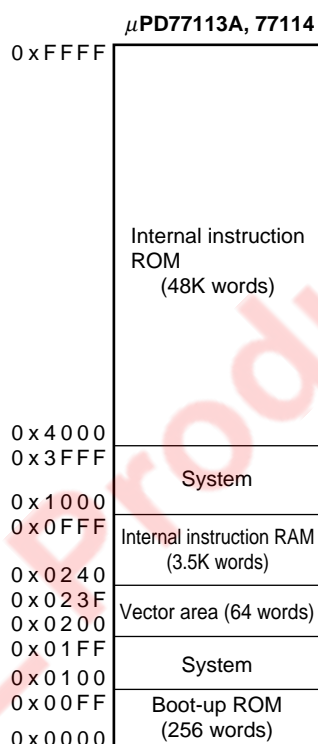 μPD77113A, 77114
0xFFFF
Internal instruction
ROM
(48K words)
0x4000
0x3FFF
System
0x1000
0x0FFF
Internal instruction RAM
(3.5K words)
0x0240
0x023F
Vector area (64 words)
0x0200
0x01FF
System
0x0100
0x00FF
Boot-up ROM
(256 words)
0x0000
Produ